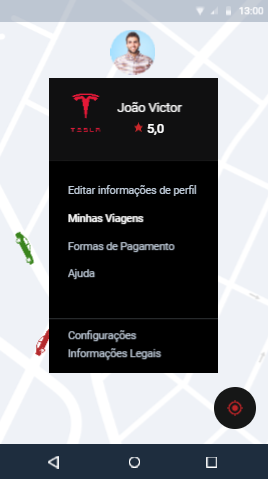 13:00
TESLA
João Victor
5,0
Editar informações de perfil
Minhas Viagens
Formas de Pagamento
Ajuda
Configurações
Informações Legais